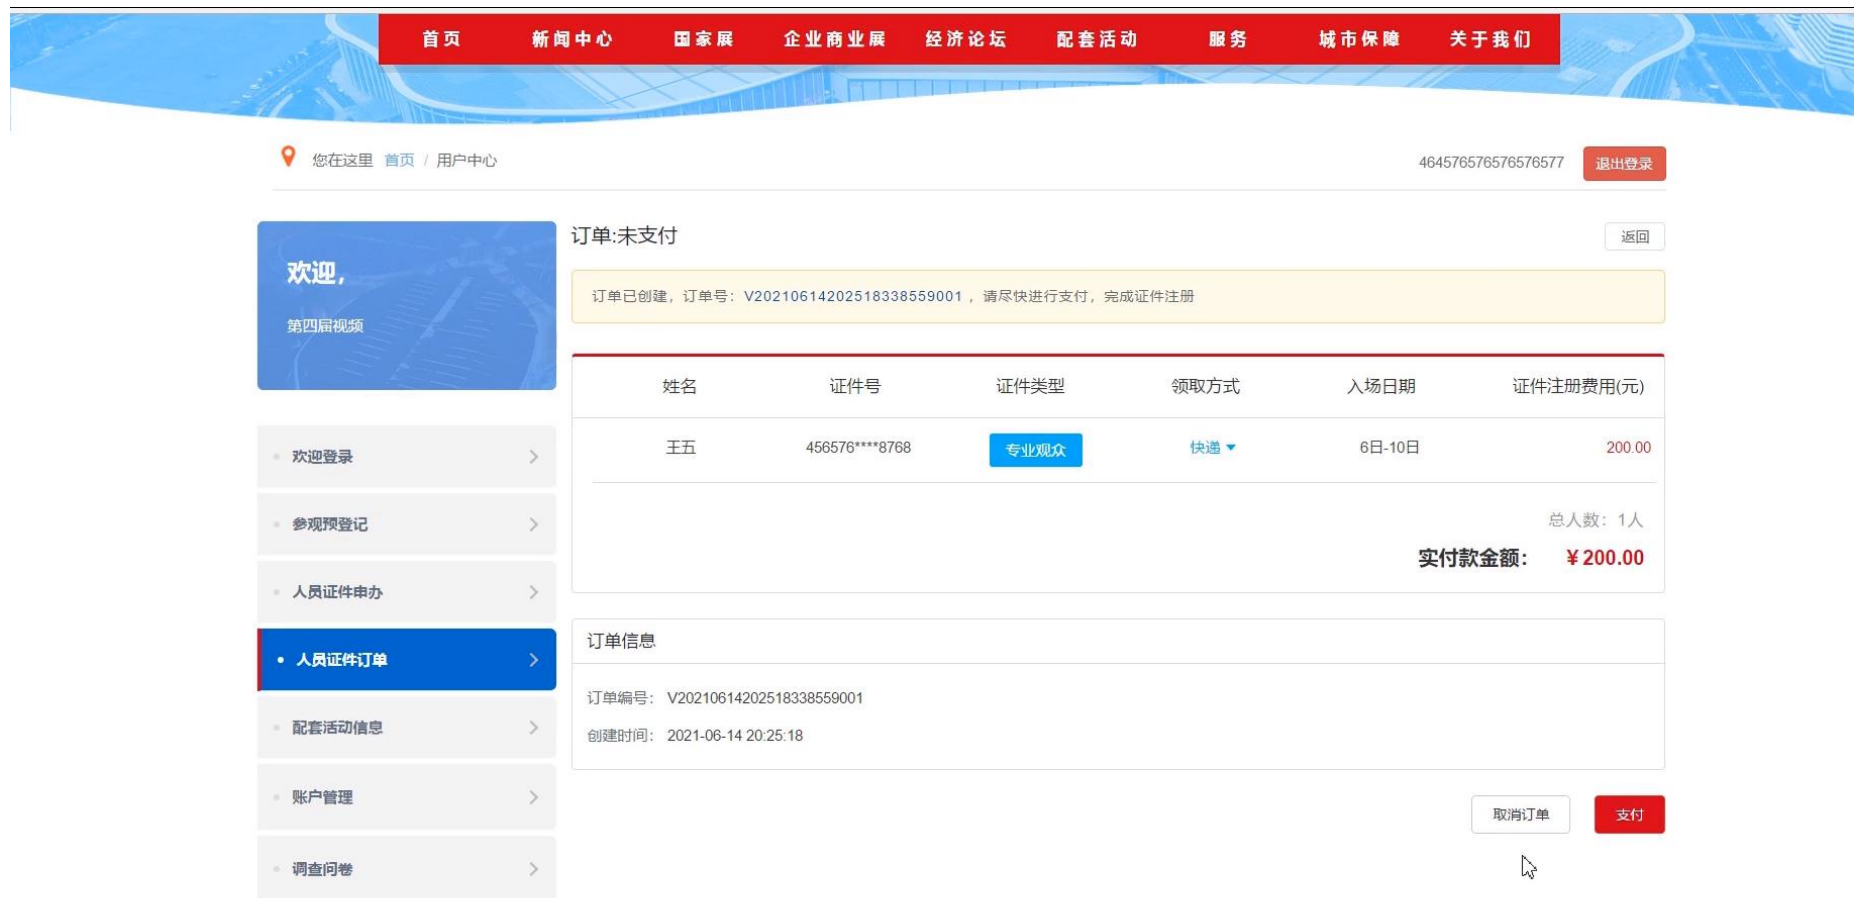 首页 新闻中心 国家展 企业商业展 经济论坛 配套活动 服务 城市保障 关于我们
您在这里 首页 / 用户中心
464576576576576577 退出登录
欢迎,
第四届视频
欢迎登录
参观预登记
人员证件申办
人员证件订单
配套活动信息
账户管理
调查问卷
订单:未支付 返回
订单已创建，订单号：V20210614202518338559001，请尽快进行支付，完成证件注册
姓名 证件号 证件类型 领取方式 入场日期 证件注册费用(元)
王五 456576****8768 专业观众 快递 6日-10日 200.00
总人数：1人
实付款金额： ¥200.00
订单信息
订单编号： V20210614202518338559001
创建时间： 2021-06-14 20:25:18
取消订单 支付